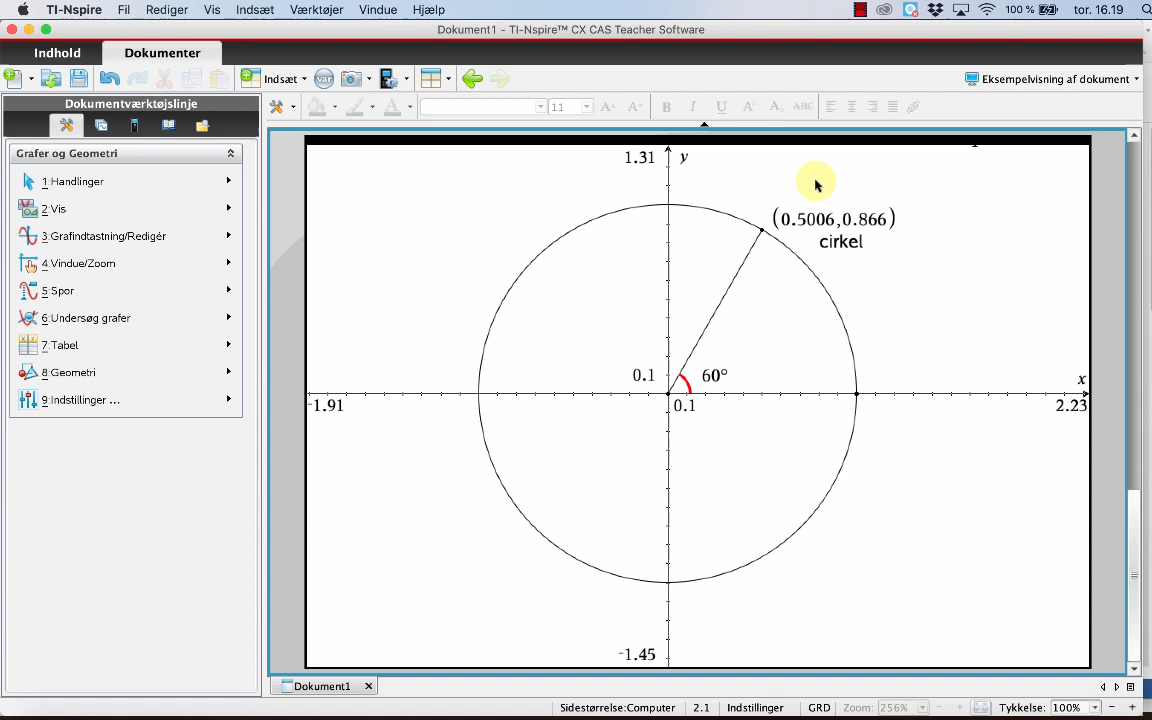 TI-Nspire Fil Rediger Vis Indsæt Værktøjer Vindue Hjælp 100 % tor. 16.19
Dokument1 - TI-Nspire™ CX CAS Teacher Software
Indhold Dokumenter
Indsæt var Eksempelvisning af dokument
Dokumentværktøjslinje
11 A A A B I U A A ABC
Grafer og Geometri
1:Handlinger
2:Vis
3:Grafindtastning/Redigér
4:Vindue/Zoom
5:Spor
6:Undersøg grafer
7:Tabel
8:Geometri
9:Indstillinger ...
1.31 y
(0.5006,0.866)
cirkel
0.1 60°
x
-1.91 0.1 2.23
-1.45
Dokument1
Sidestørrelse:Computer 2.1 Indstillinger GRD Zoom: 256% Tykkelse: 100%